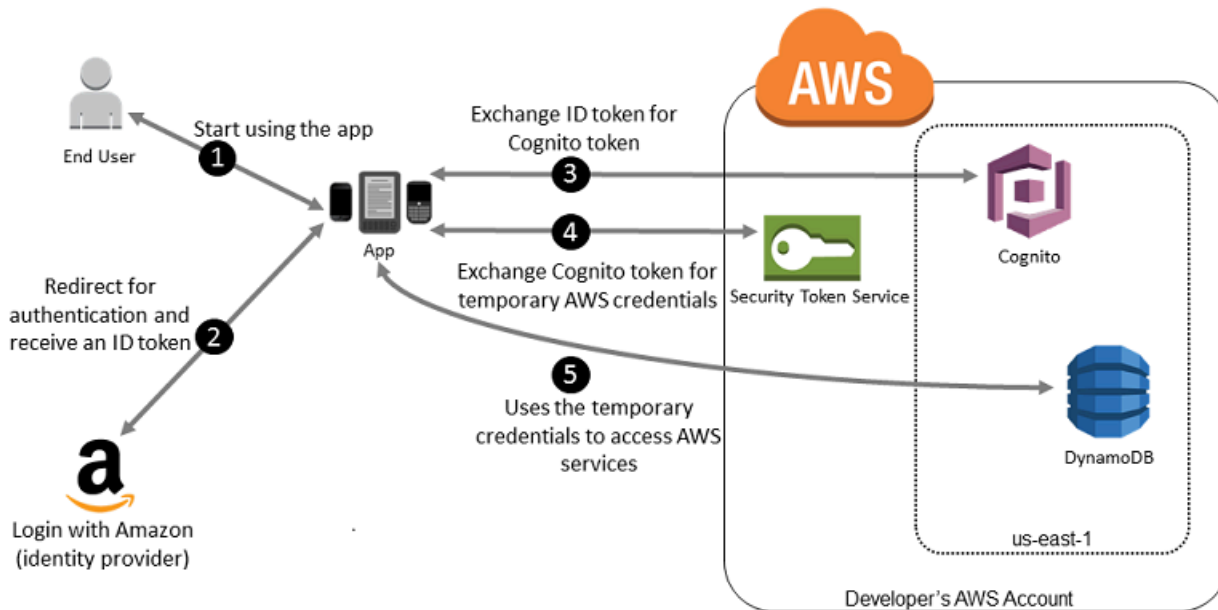 AWS
End User
Start using the app
1
Exchange ID token for
Cognito token
3
App
4
Exchange Cognito token for
temporary AWS credentials
Security Token Service
Cognito
Redirect for
authentication and
receive an ID token
2
5
Uses the temporary
credentials to access AWS
services
DynamoDB
a
Login with Amazon
(identity provider)
us-east-1
Developer's AWS Account